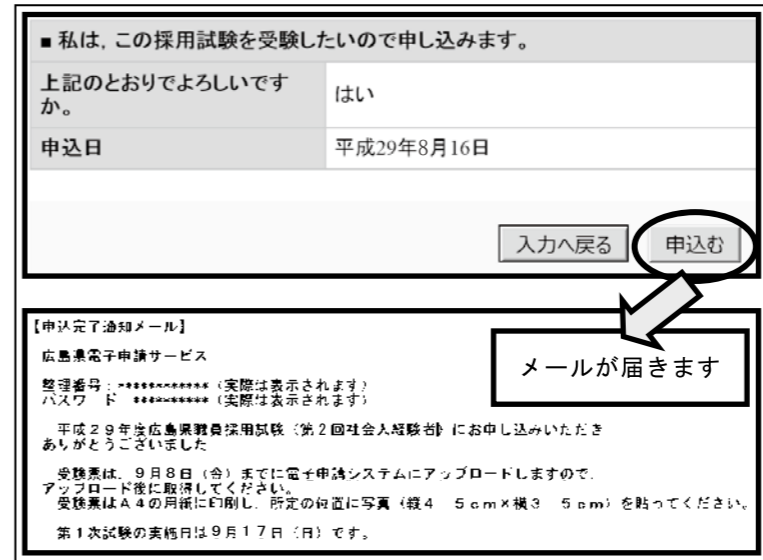 ■ 私は，この採用試験を受験したいので申し込みます。
上記のとおりでよろしいです
か。
はい
申込日
平成29年8月16日
入力へ戻る
申込む
メールが届きます
【申込完了通知メール】
広島県電子申請サービス
整理番号：***********（実際は表示されます）
パスワード **********（実際は表示されます）
平成２９年度広島県職員採用試験（第２回社会人経験者）にお申し込みいただき
ありがとうございました
受験票は，９月８日（金）までに電子申請システムにアップロードしますので，
アップロード後に取得してください。
受験票はＡ４の用紙に印刷し，所定の位置に写真（縦４ ５ｃｍ×横３ ５ｃｍ）を貼ってください。
第１次試験の実施日は９月１７日（日）です。